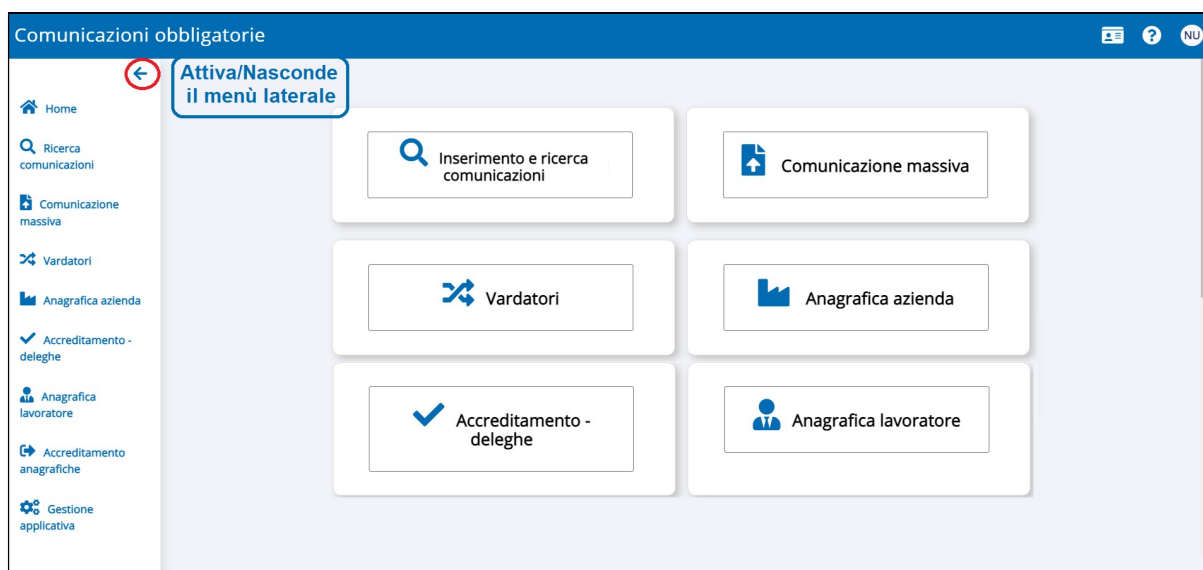 Comunicazioni obbligatorie
NU
Attiva/Nasconde
il menù laterale
Home
Ricerca
comunicazioni
Comunicazione
massiva
Vardatori
Anagrafica azienda
Accreditamento -
deleghe
Anagrafica
lavoratore
Accreditamento
anagrafiche
Gestione
applicativa
Inserimento e ricerca
comunicazioni
Comunicazione massiva
Vardatori
Anagrafica azienda
Accreditamento -
deleghe
Anagrafica lavoratore